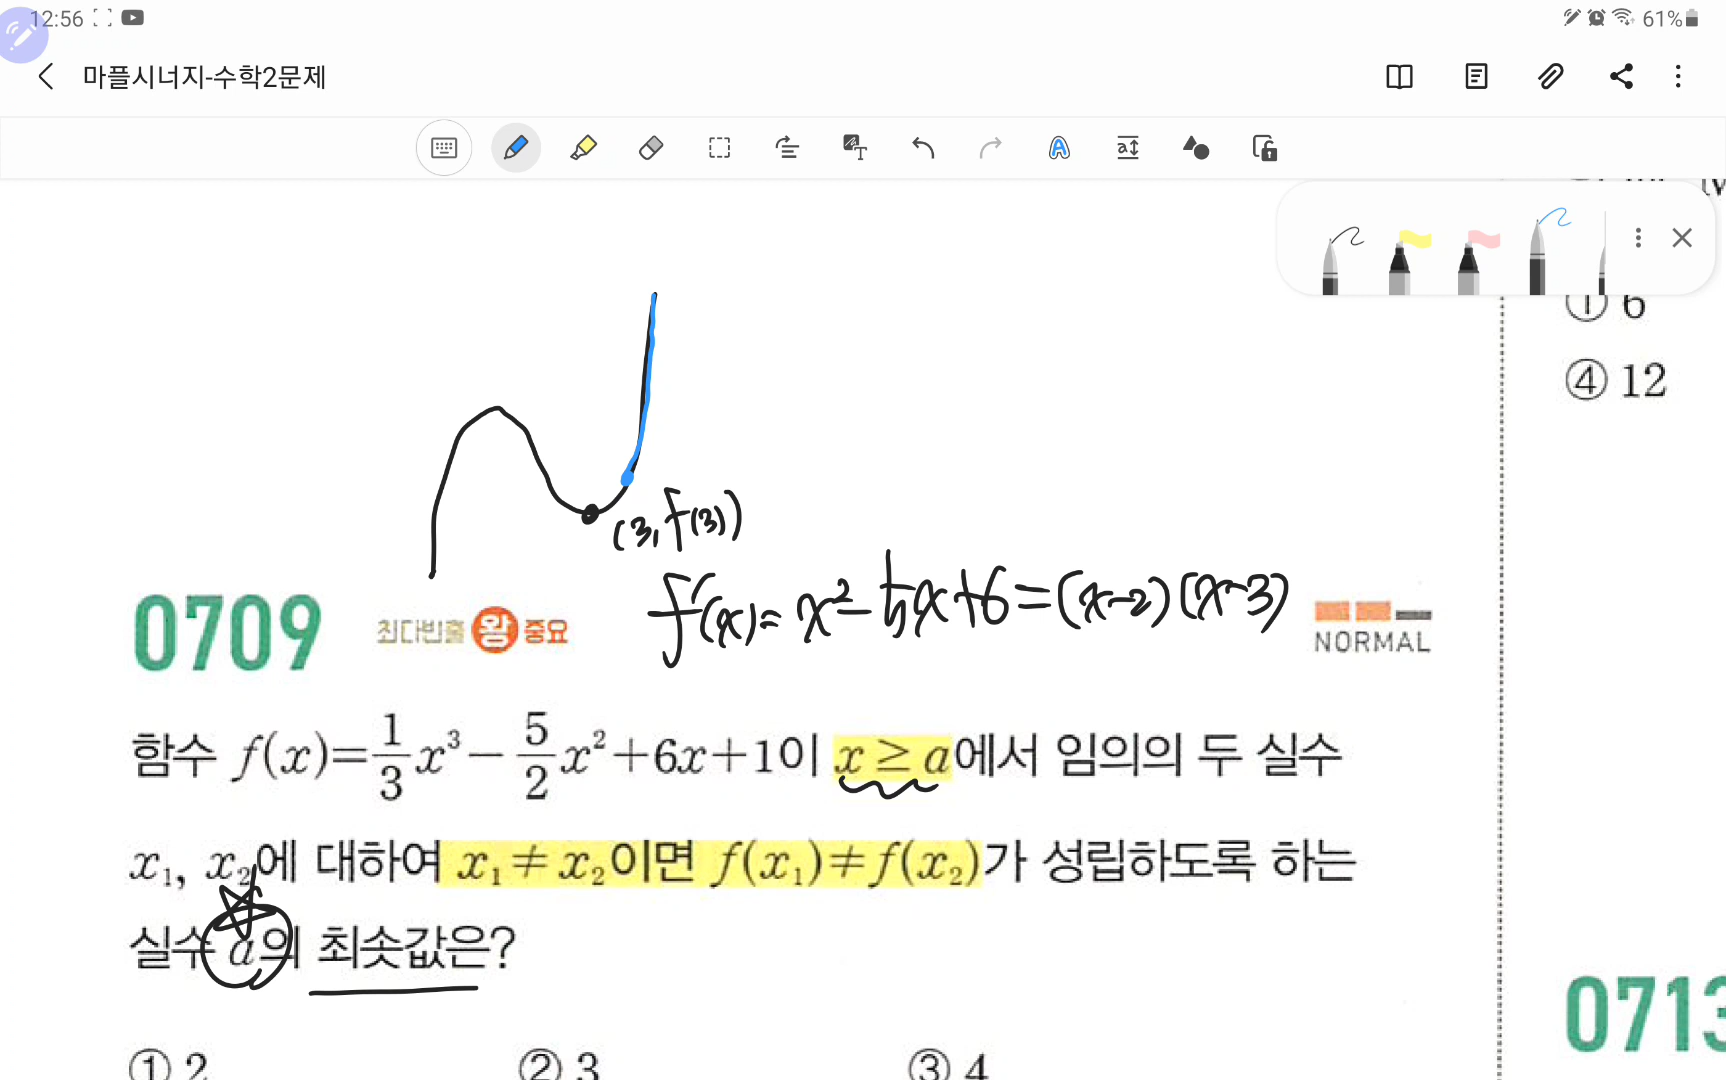 12:56
61%
마플시너지-수학2문제
① 6
④ 12
(3, f(3))
f'(x)= x²-5x+6=(x-2)(x-3)
0709 최다빈출 왕 중요
NORMAL
함수 f(x)=\frac{1}{3}x³-\frac{5}{2}x²+6x+1이 x≥a에서 임의의 두 실수
x₁, x₂에 대하여 x₁≠x₂이면 f(x₁)≠f(x₂)가 성립하도록 하는
실수 a의 최솟값은?
① 2 ② 3 ③ 4
0713